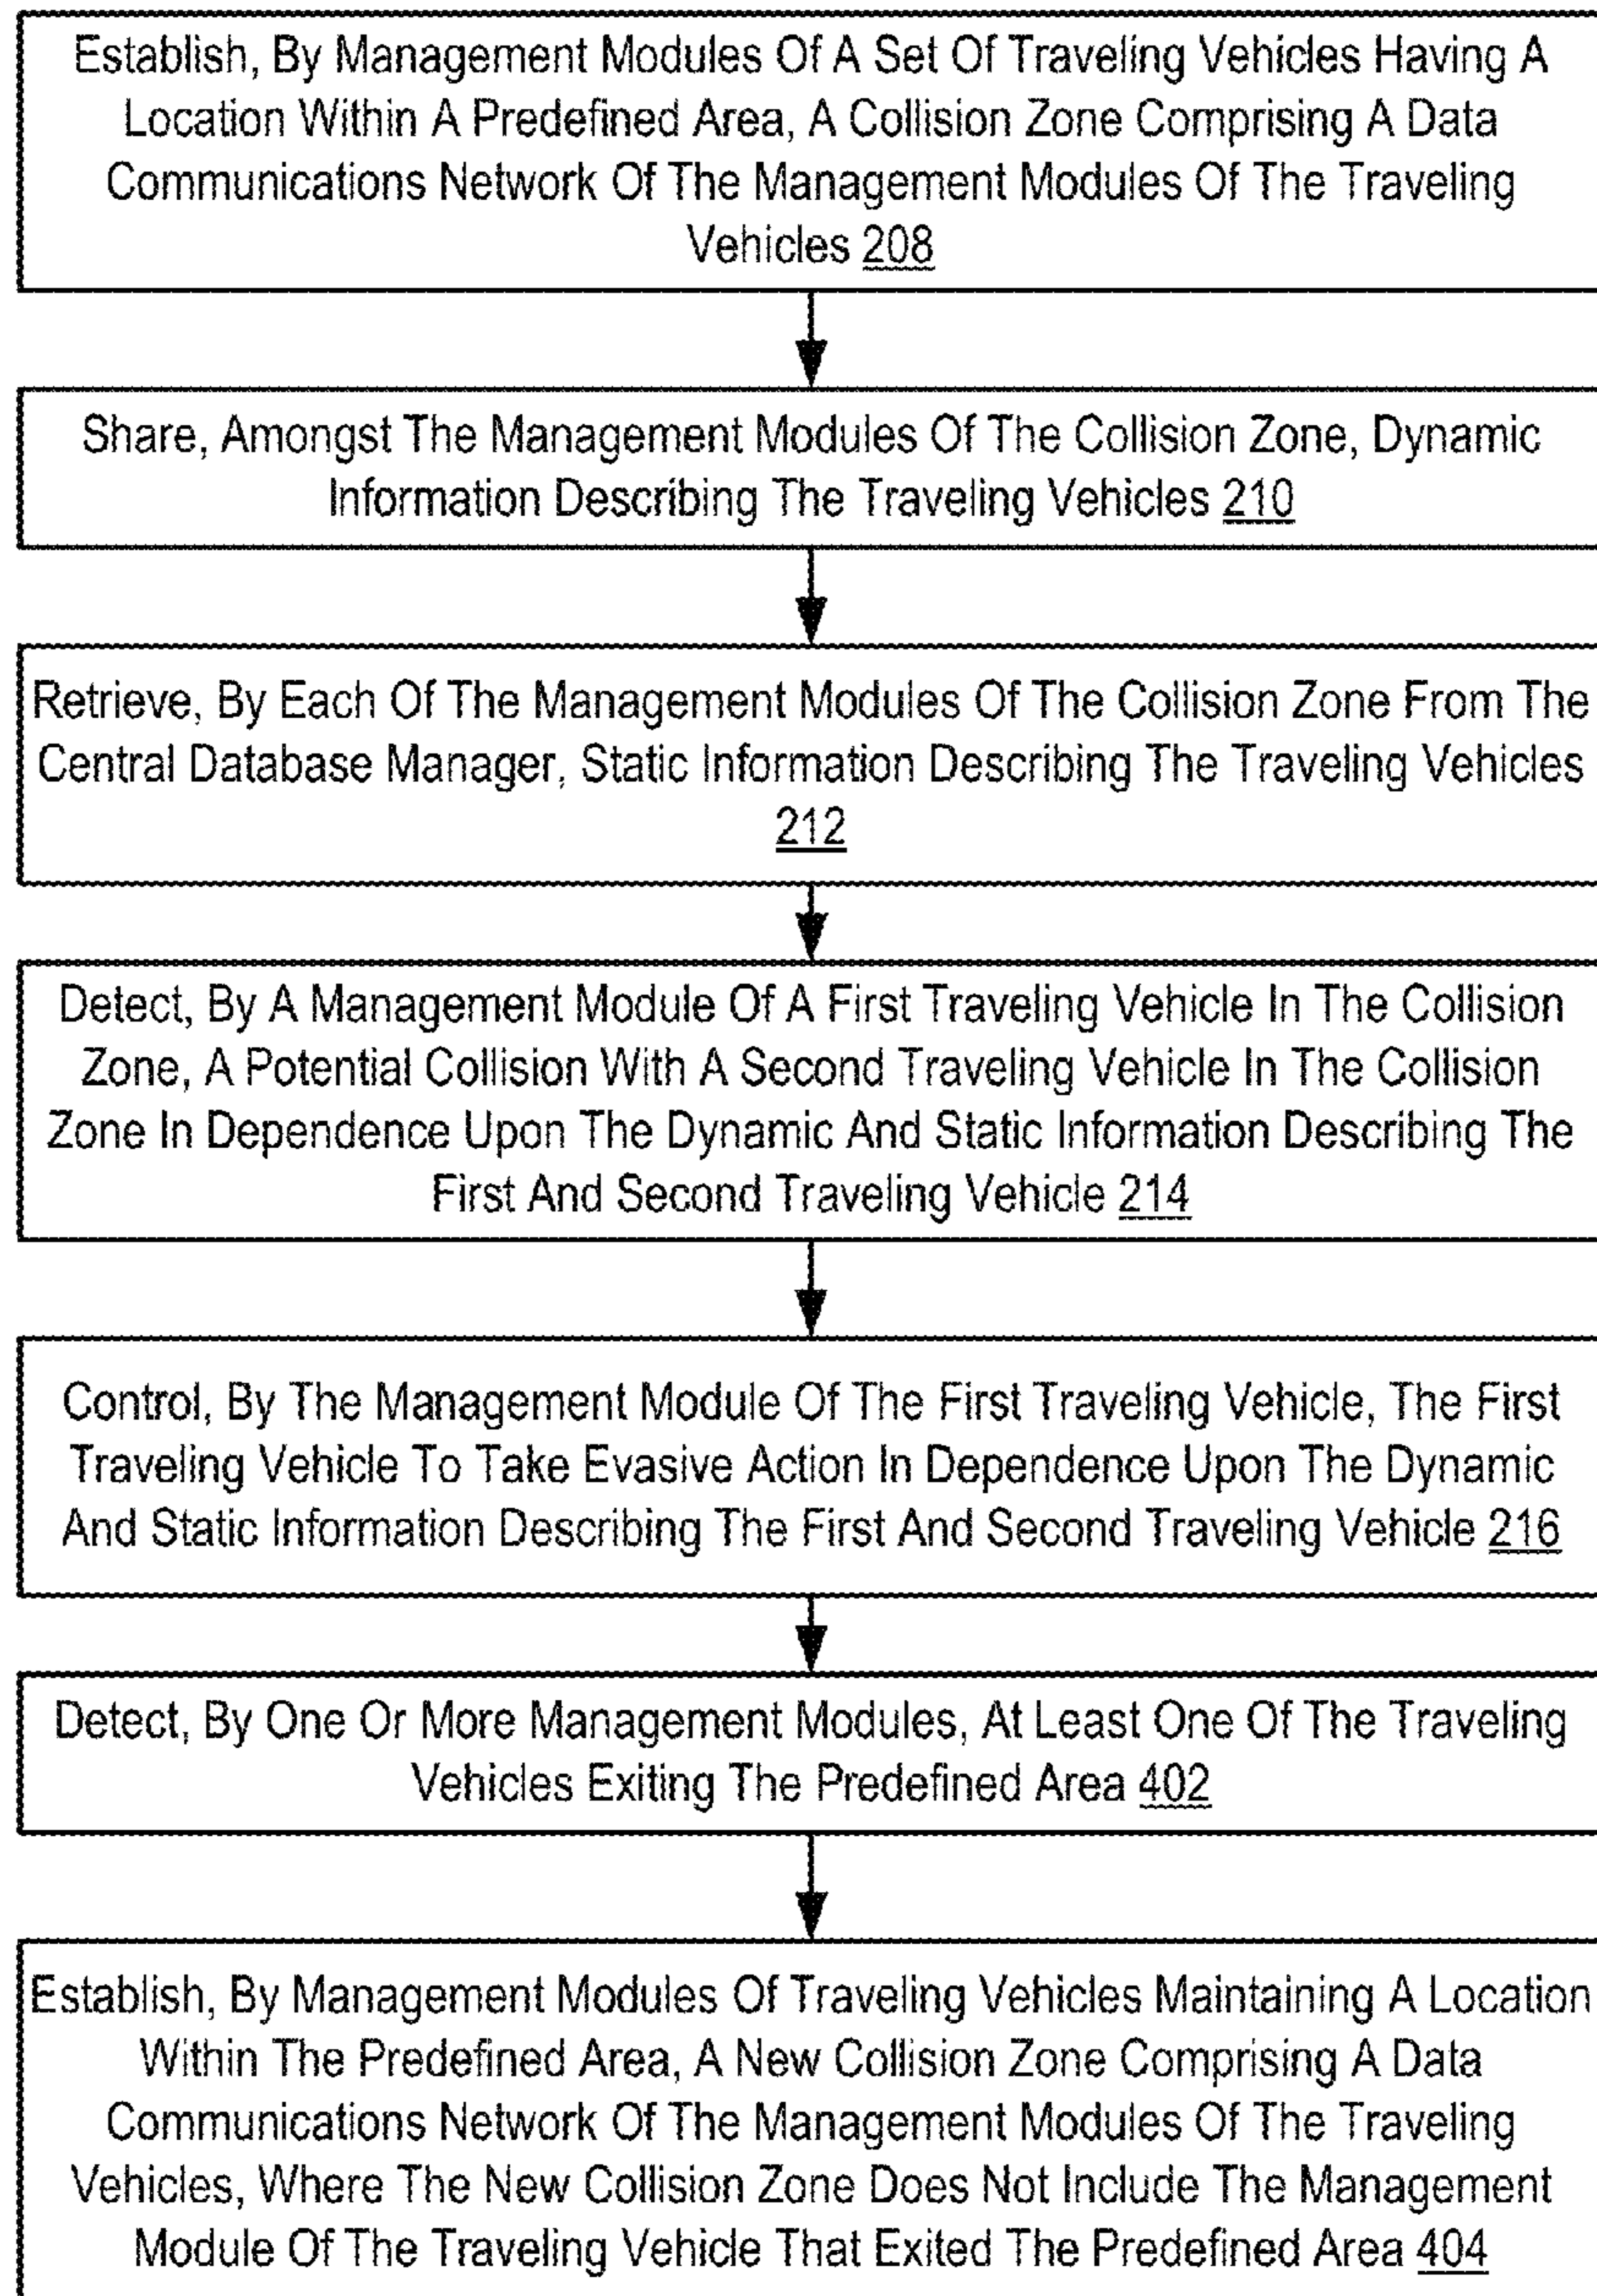 Establish, By Management Modules Of A Set Of Traveling Vehicles Having A
Location Within A Predefined Area, A Collision Zone Comprising A Data
Communications Network Of The Management Modules Of The Traveling
Vehicles 208
Share, Amongst The Management Modules Of The Collision Zone, Dynamic
Information Describing The Traveling Vehicles 210
Retrieve, By Each Of The Management Modules Of The Collision Zone From The
Central Database Manager, Static Information Describing The Traveling Vehicles
212
Detect, By A Management Module Of A First Traveling Vehicle In The Collision
Zone, A Potential Collision With A Second Traveling Vehicle In The Collision
Zone In Dependence Upon The Dynamic And Static Information Describing The
First And Second Traveling Vehicle 214
Control, By The Management Module Of The First Traveling Vehicle, The First
Traveling Vehicle To Take Evasive Action In Dependence Upon The Dynamic
And Static Information Describing The First And Second Traveling Vehicle 216
Detect, By One Or More Management Modules, At Least One Of The Traveling
Vehicles Exiting The Predefined Area 402
Establish, By Management Modules Of Traveling Vehicles Maintaining A Location
Within The Predefined Area, A New Collision Zone Comprising A Data
Communications Network Of The Management Modules Of The Traveling
Vehicles, Where The New Collision Zone Does Not Include The Management
Module Of The Traveling Vehicle That Exited The Predefined Area 404